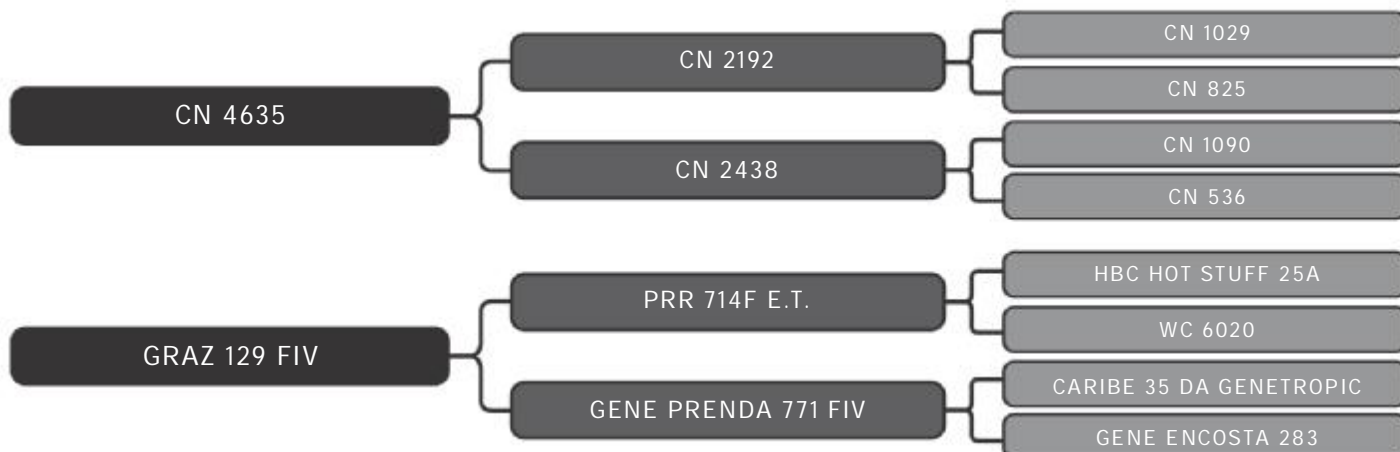 CN 4635
CN 2192
CN 1029
CN 825
CN 2438
CN 1090
CN 536
GRAZ 129 FIV
PRR 714F E.T.
HBC HOT STUFF 25A
WC 6020
GENE PRENDA 771 FIV
CARIBE 35 DA GENETROPIC
GENE ENCOSTA 283